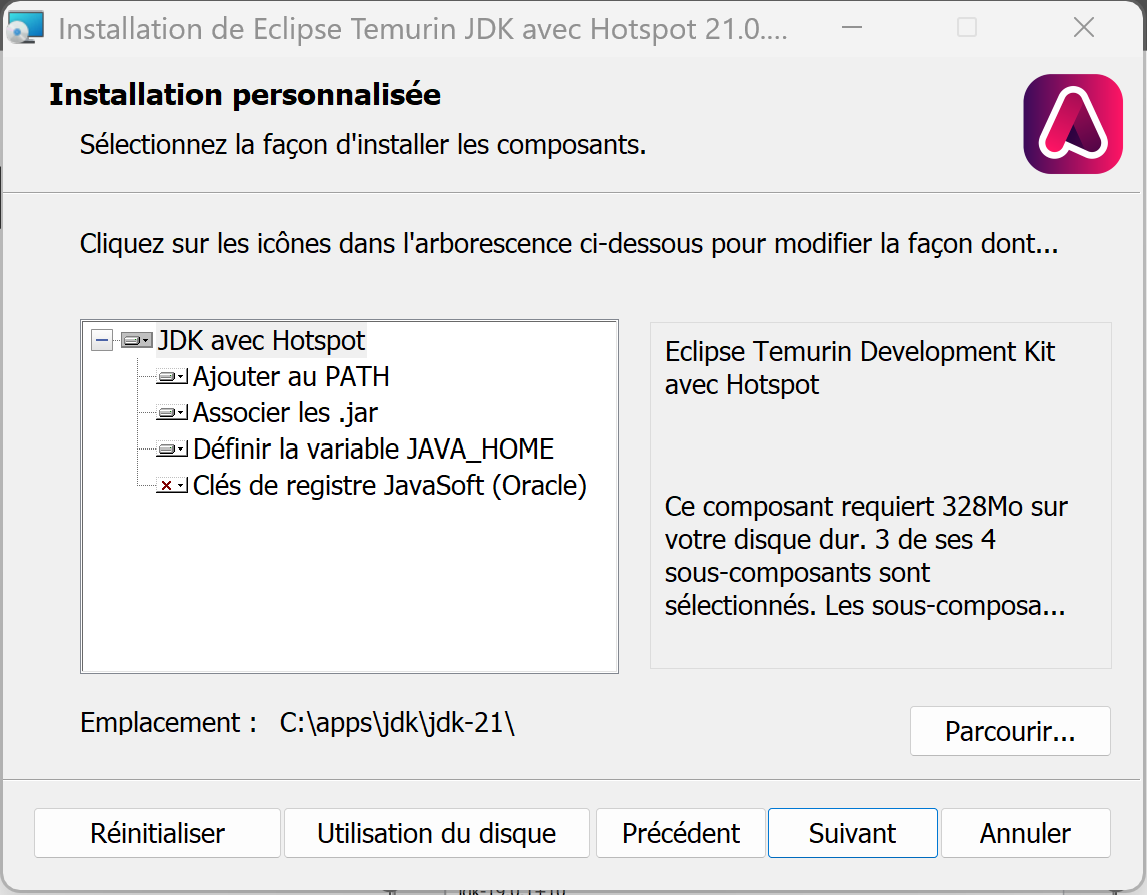 Installation de Eclipse Temurin JDK avec Hotspot 21.0....
Installation personnalisée
Sélectionnez la façon d'installer les composants.
Cliquez sur les icônes dans l'arborescence ci-dessous pour modifier la façon dont...
JDK avec Hotspot
Ajouter au PATH
Associer les .jar
Définir la variable JAVA_HOME
Clés de registre JavaSoft (Oracle)
Eclipse Temurin Development Kit
avec Hotspot
Ce composant requiert 328Mo sur
votre disque dur. 3 de ses 4
sous-composants sont
sélectionnés. Les sous-composa...
Emplacement : C:\apps\jdk\jdk-21\
Parcourir...
Réinitialiser
Utilisation du disque
Précédent
Suivant
Annuler